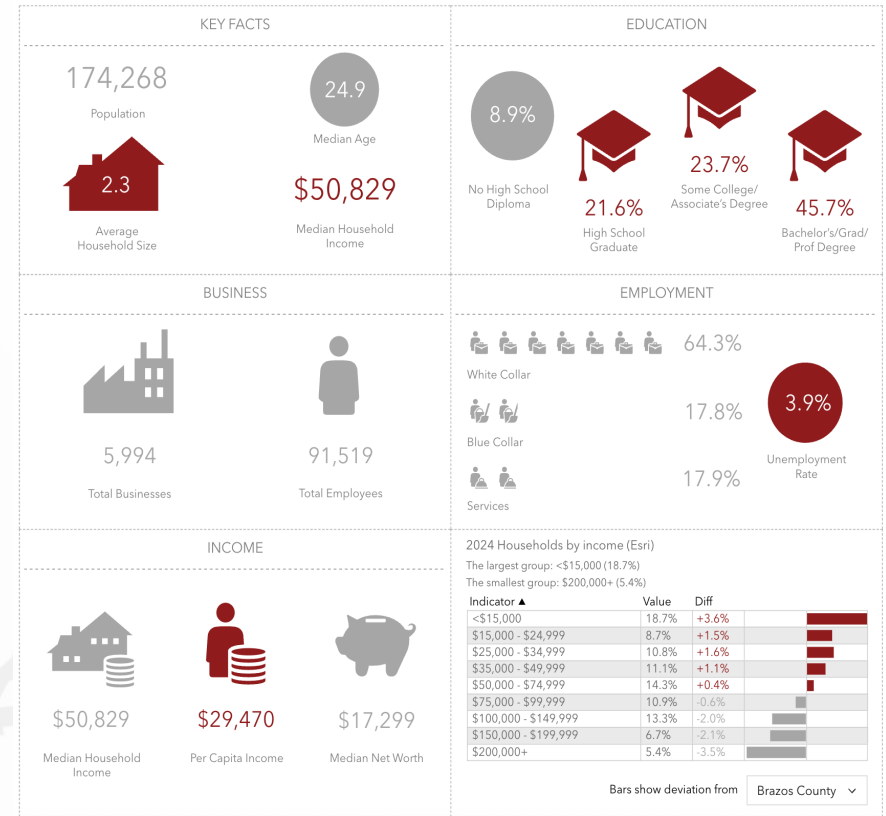 KEY FACTS
174,268
Population
24.9
Median Age
2.3
Average
Household Size
$50,829
Median Household
Income
EDUCATION
8.9%
No High School
Diploma
21.6%
High School
Graduate
23.7%
Some College/
Associate's Degree
45.7%
Bachelor's/Grad/
Prof Degree
BUSINESS
5,994
Total Businesses
91,519
Total Employees
EMPLOYMENT
64.3%
White Collar
17.8%
Blue Collar
17.9%
Services
3.9%
Unemployment
Rate
INCOME
$50,829
Median Household
Income
$29,470
Per Capita Income
$17,299
Median Net Worth
2024 Households by income (Esri)
The largest group: <$15,000 (18.7%)
The smallest group: $200,000+ (5.4%)
Indicator ▲ Value Diff
<$15,000 18.7% +3.6%
$15,000 - $24,999 8.7% +1.5%
$25,000 - $34,999 10.8% +1.6%
$35,000 - $49,999 11.1% +1.1%
$50,000 - $74,999 14.3% +0.4%
$75,000 - $99,999 10.9% -0.6%
$100,000 - $149,999 13.3% -2.0%
$150,000 - $199,999 6.7% -2.1%
$200,000+ 5.4% -3.5%
Bars show deviation from Brazos County